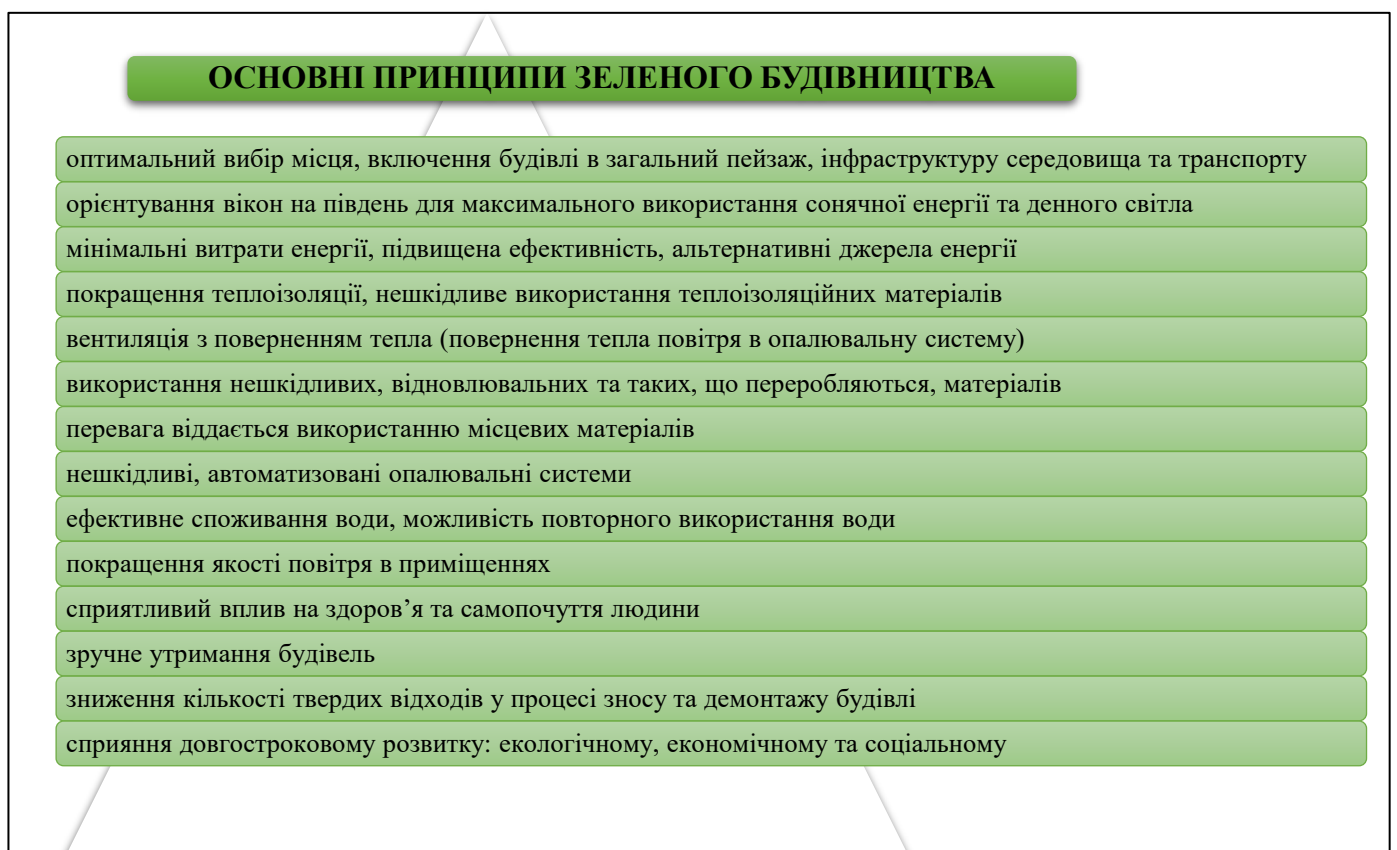 ОСНОВНІ ПРИНЦИПИ ЗЕЛЕНОГО БУДІВНИЦТВА
оптимальний вибір місця, включення будівлі в загальний пейзаж, інфраструктуру середовища та транспорту
орієнтування вікон на південь для максимального використання сонячної енергії та денного світла
мінімальні витрати енергії, підвищена ефективність, альтернативні джерела енергії
покращення теплоізоляції, нешкідливе використання теплоізоляційних матеріалів
вентиляція з поверненням тепла (повернення тепла повітря в опалювальну систему)
використання нешкідливих, відновлювальних та таких, що переробляються, матеріалів
перевага віддається використанню місцевих матеріалів
нешкідливі, автоматизовані опалювальні системи
ефективне споживання води, можливість повторного використання води
покращення якості повітря в приміщеннях
сприятливий вплив на здоров’я та самопочуття людини
зручне утримання будівель
зниження кількості твердих відходів у процесі зносу та демонтажу будівлі
сприяння довгостроковому розвитку: екологічному, економічному та соціальному